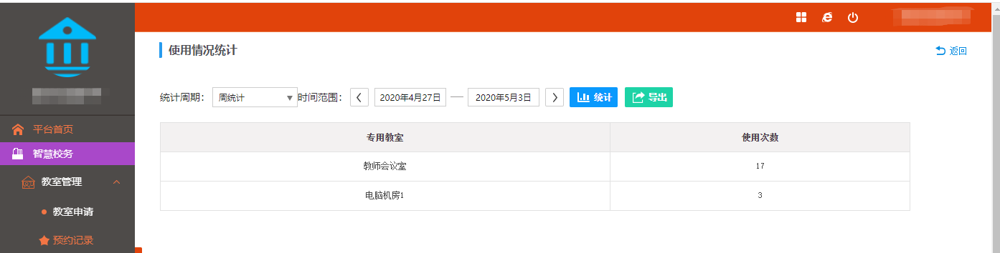 使用情况统计
返回
统计周期： 周统计 时间范围： 2020年4月27日 — 2020年5月3日 统计 导出
平台首页
智慧校务
教室管理
教室申请
预约记录
专用教室 使用次数
教师会议室 17
电脑机房1 3